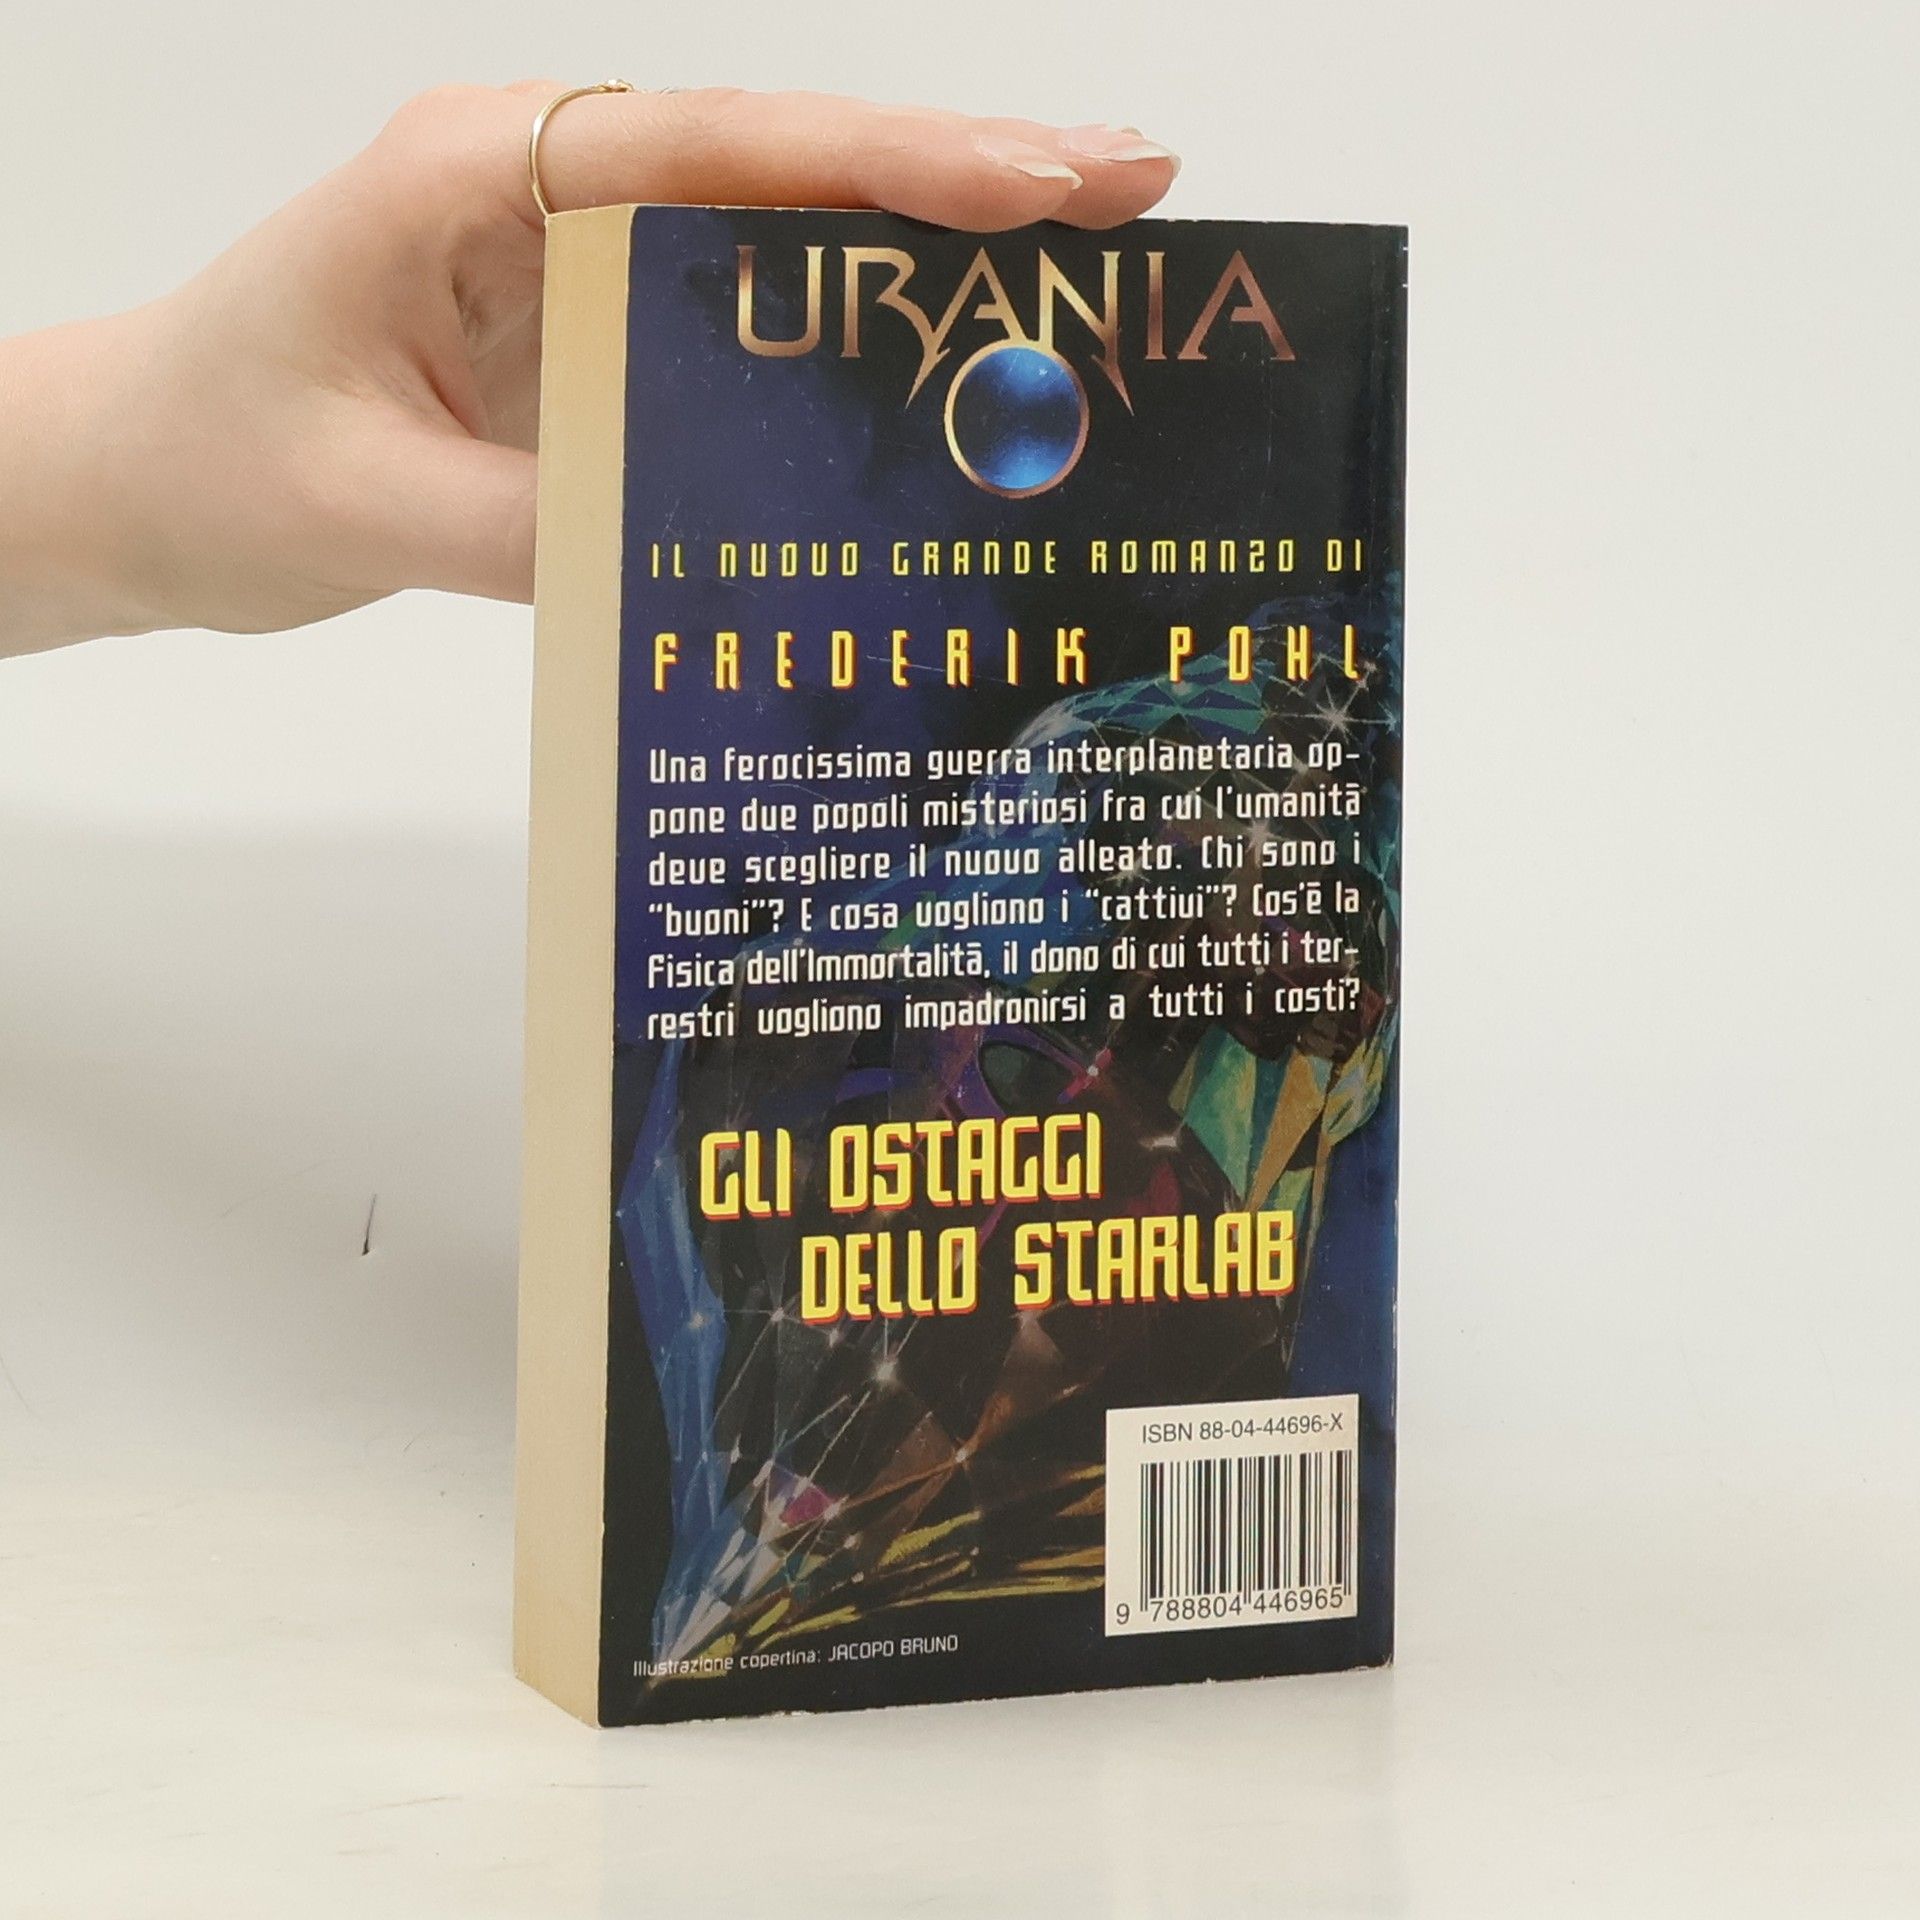 URANIA
IL NUOVO GRANDE ROMANZO DI
FREDERIK POHL
Una ferocissima guerra interplanetaria op-
pone due popoli misteriosi fra cui l'umanità
deve scegliere il nuovo alleato. Chi sono i
“buoni”? E cosa vogliono i “cattivi”? Cos'è la
Fisica dell'Immortalità, il dono di cui tutti i ter-
restri vogliono impadronirsi a tutti i costi?
GLI OSTAGGI
DELLO STARLAB
ISBN 88-04-44696-X
9 788804 446965
Illustrazione copertina: JACOPO BRUNO